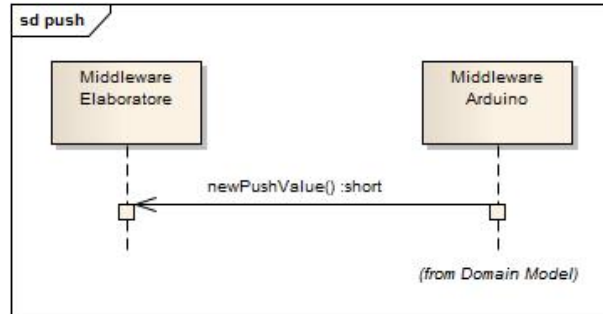 sd push
Middleware
Elaboratore
Middleware
Arduino
newPushValue() :short
(from Domain Model)